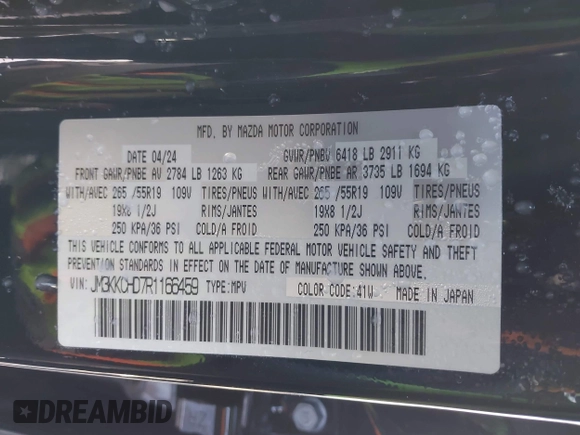 MFD. BY MAZDA MOTOR CORPORATION
DATE 04/24 GVWR/PNBV 6418 LB 2911 KG
FRONT GAWR/PNBE AV 2784 LB 1263 KG REAR GAWR/PNBE AR 3735 LB 1694 KG
WITH/AVEC 265 /55R19 109V TIRES/PNEUS WITH/AVEC 265 /55R19 109V TIRES/PNEUS
19X8 1/2J RIMS/JANTES 19X8 1/2J RIMS/JANTES
250 KPA/36 PSI COLD/A FROID 250 KPA/36 PSI COLD/A FROID
THIS VEHICLE CONFORMS TO ALL APPLICABLE FEDERAL MOTOR VEHICLE SAFETY AND THEFT
PREVENTION STANDARDS IN EFFECT ON THE DATE OF MANUFACTURE SHOWN ABOVE.
VIN: JM3KKCHD7R1166459 TYPE: MPV COLOR CODE: 41W MADE IN JAPAN
DREAMBID